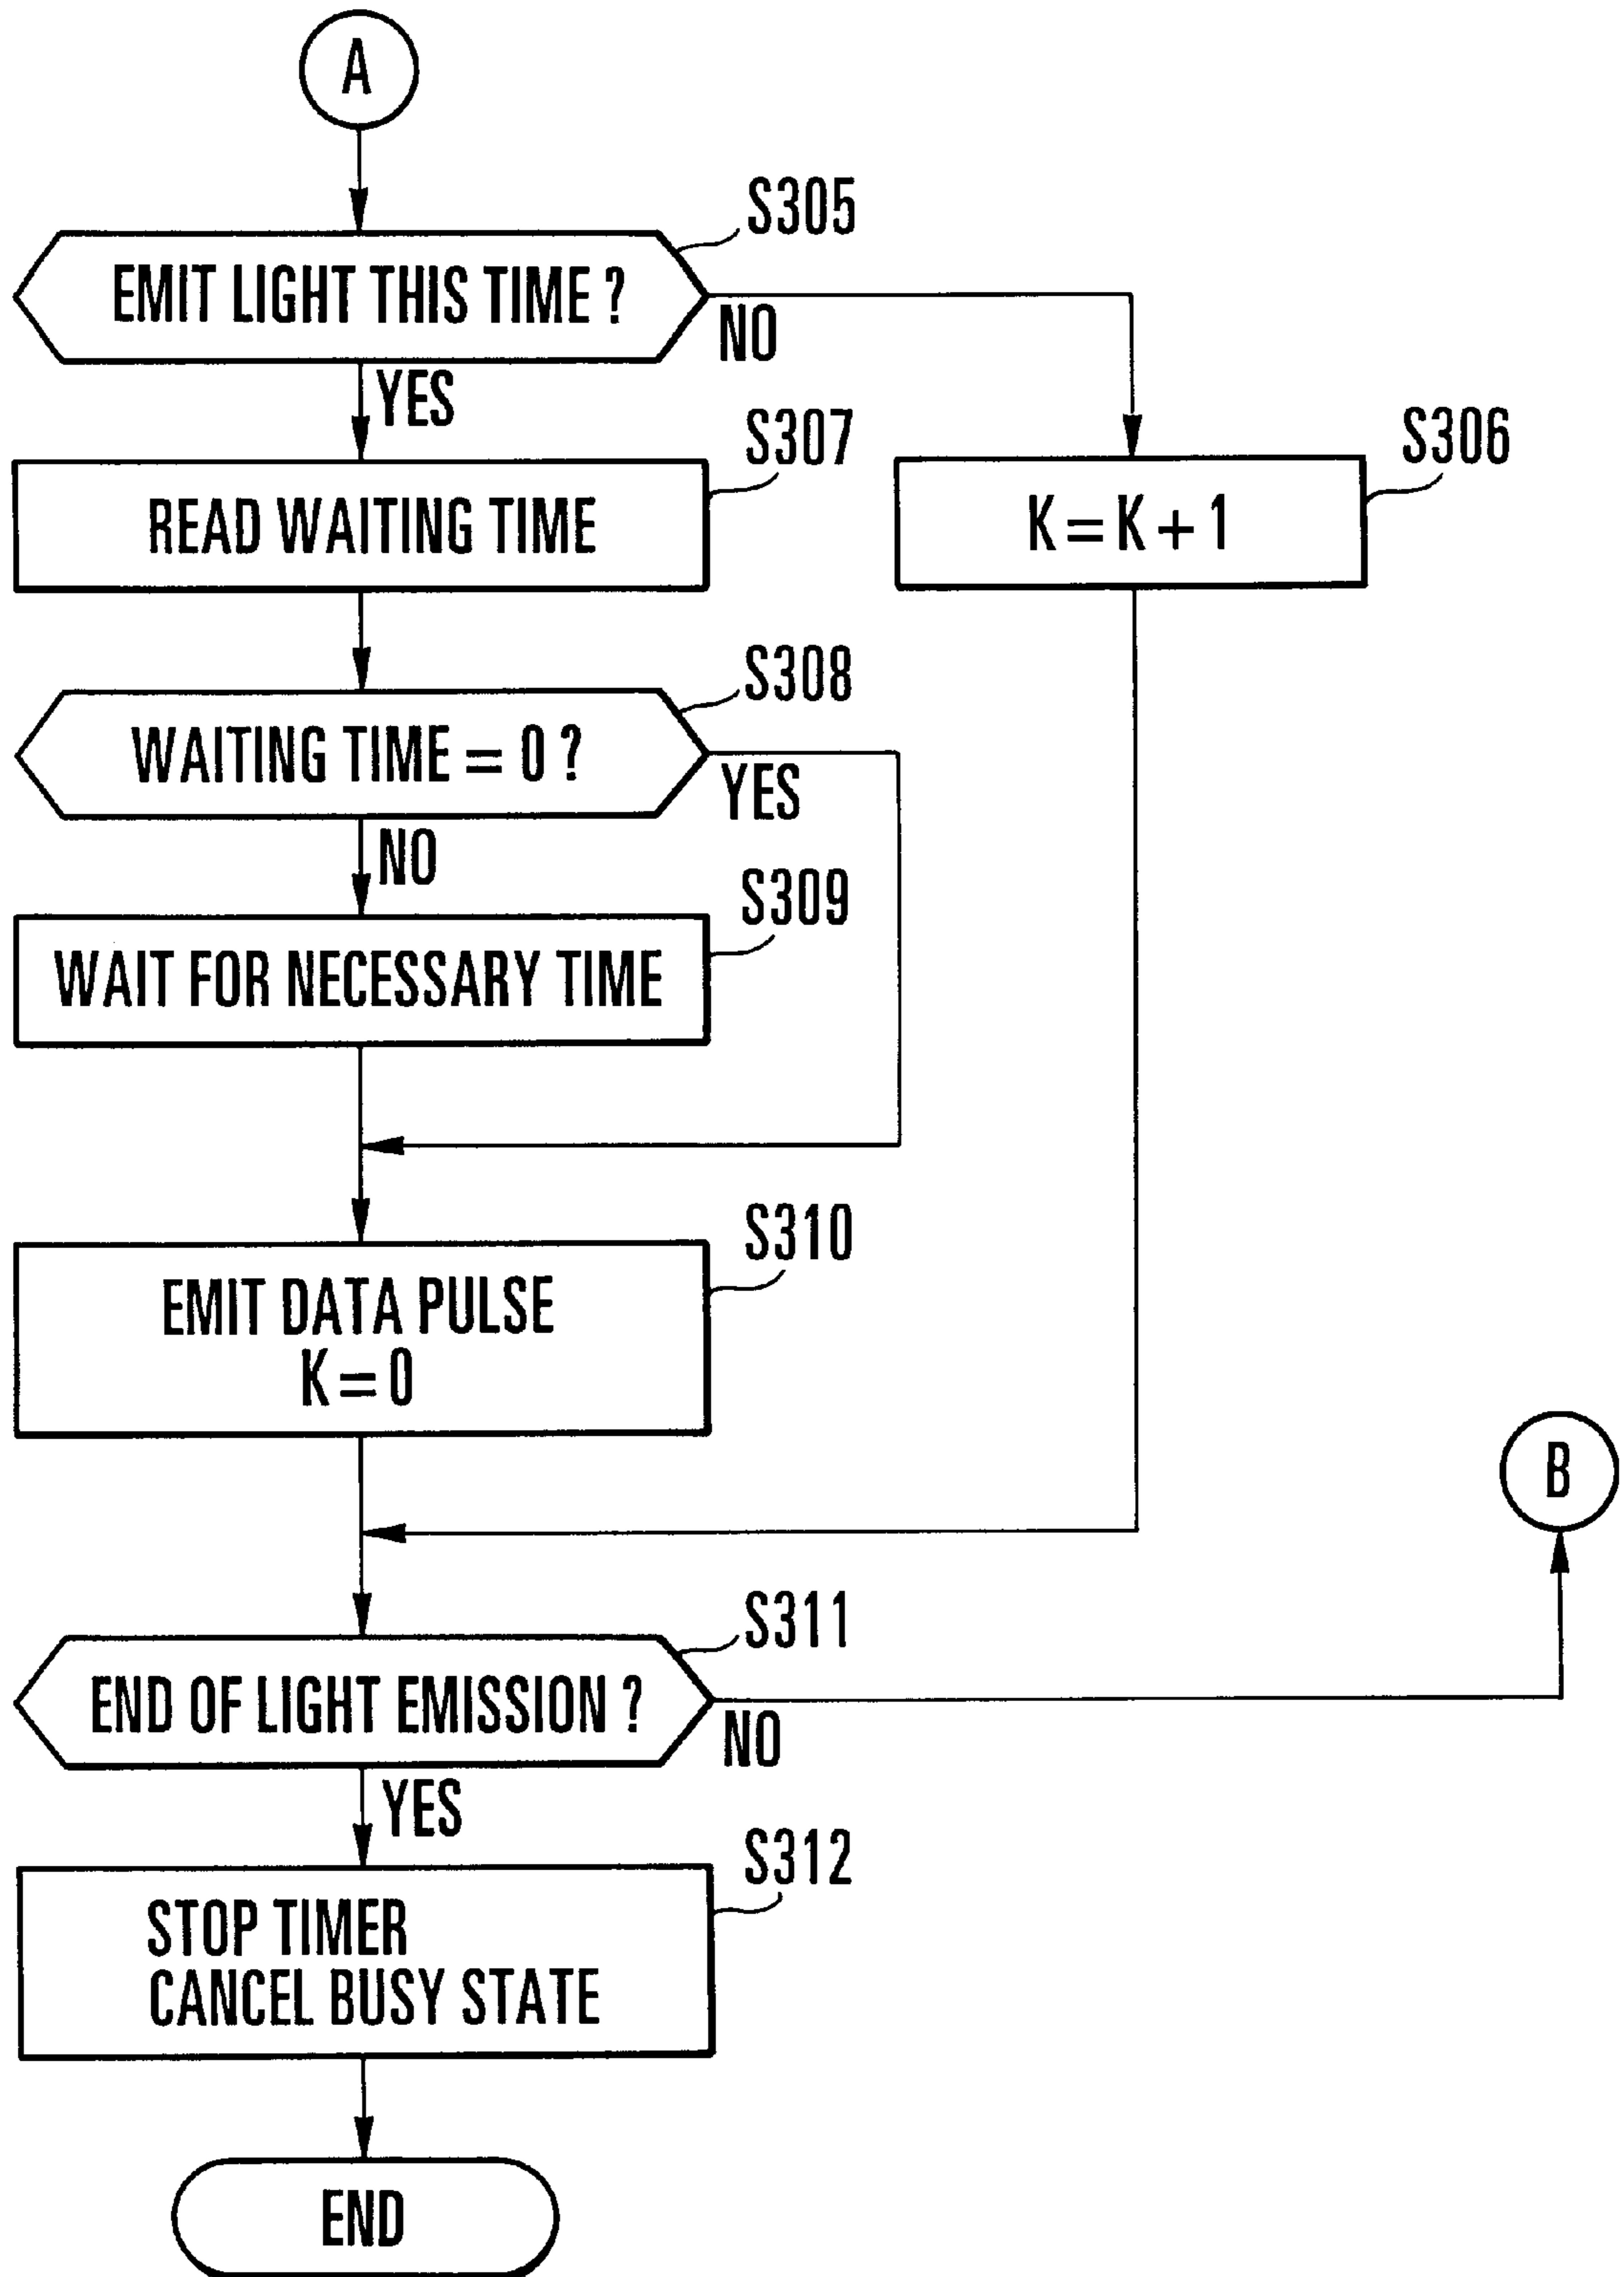 A
S305
EMIT LIGHT THIS TIME ?
NO
YES
S307
READ WAITING TIME
S306
K = K + 1
S308
WAITING TIME = 0 ?
YES
NO
S309
WAIT FOR NECESSARY TIME
S310
EMIT DATA PULSE
K = 0
B
S311
END OF LIGHT EMISSION ?
NO
YES
S312
STOP TIMER
CANCEL BUSY STATE
END